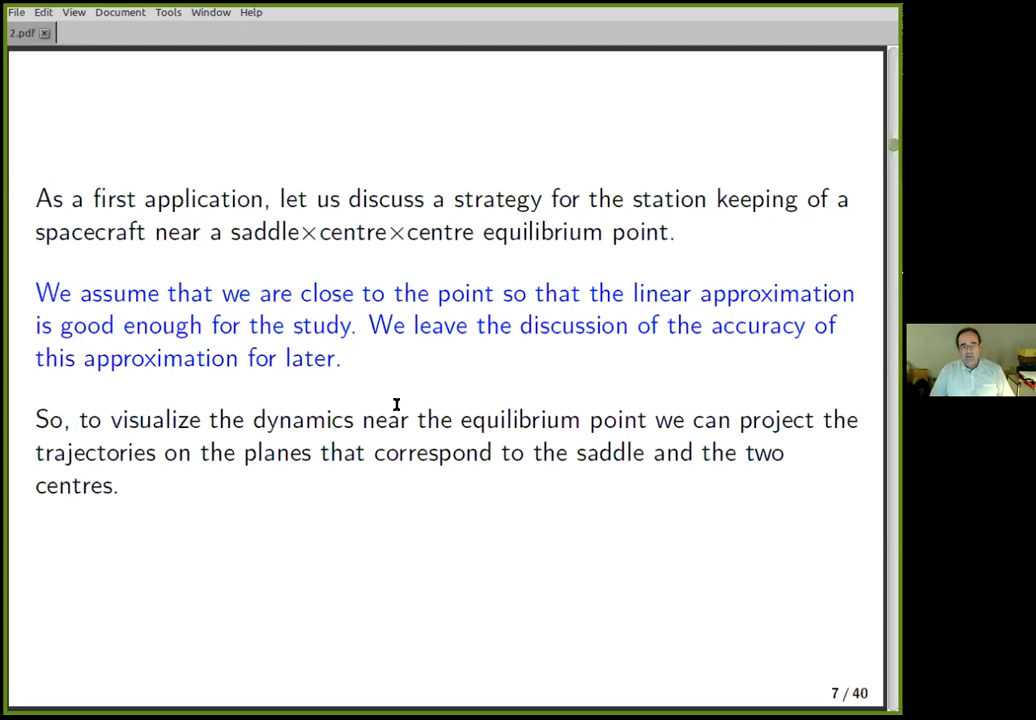 File Edit View Document Tools Window Help
2.pdf
As a first application, let us discuss a strategy for the station keeping of a
spacecraft near a saddle×centre×centre equilibrium point.
We assume that we are close to the point so that the linear approximation
is good enough for the study. We leave the discussion of the accuracy of
this approximation for later.
So, to visualize the dynamics near the equilibrium point we can project the
trajectories on the planes that correspond to the saddle and the two
centres.
7 / 40